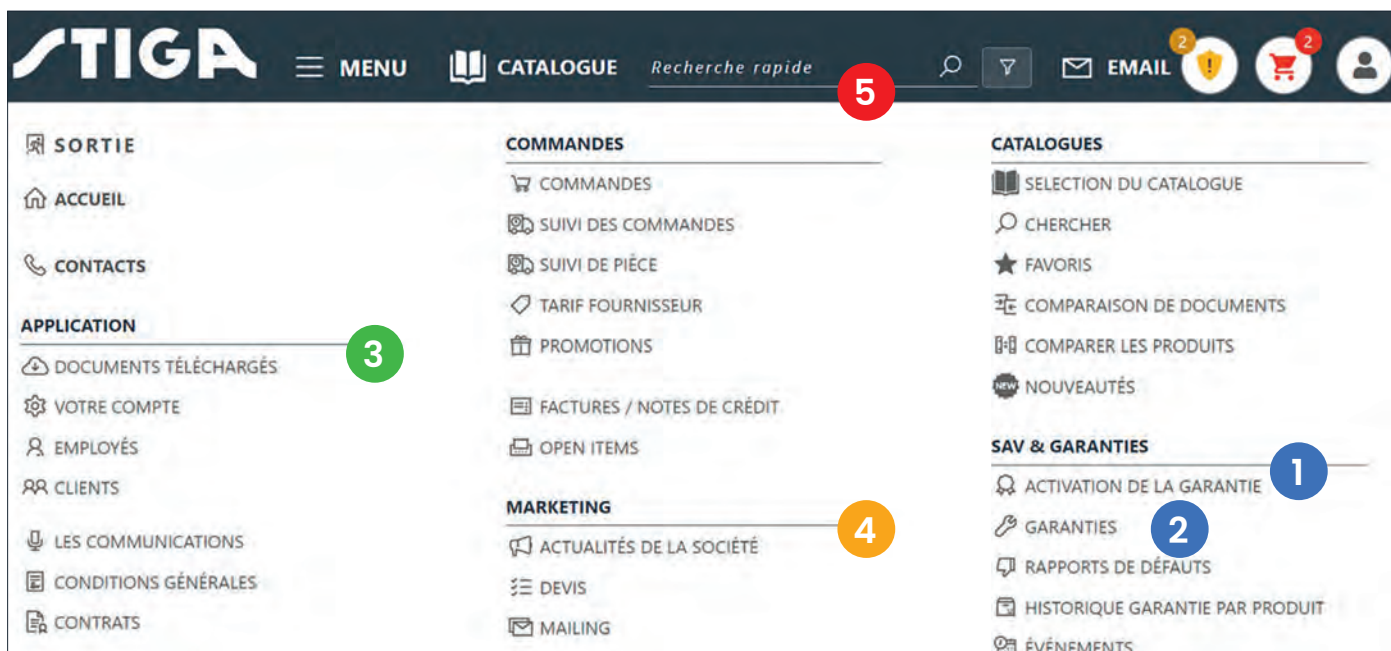 STIGA
MENU
CATALOGUE
Recherche rapide
EMAIL
2
2
5
SORTIE
ACCUEIL
CONTACTS
APPLICATION
3
DOCUMENTS TÉLÉCHARGÉS
VOTRE COMPTE
EMPLOYÉS
CLIENTS
LES COMMUNICATIONS
CONDITIONS GÉNÉRALES
CONTRATS
COMMANDES
COMMANDES
SUIVI DES COMMANDES
SUIVI DE PIÈCE
TARIF FOURNISSEUR
PROMOTIONS
FACTURES / NOTES DE CRÉDIT
OPEN ITEMS
MARKETING
4
ACTUALITÉS DE LA SOCIÉTÉ
DEVIS
MAILING
CATALOGUES
SELECTION DU CATALOGUE
CHERCHER
FAVORIS
COMPARAISON DE DOCUMENTS
COMPARER LES PRODUITS
NEW NOUVEAUTÉS
SAV & GARANTIES
1
ACTIVATION DE LA GARANTIE
GARANTIES
2
RAPPORTS DE DÉFAUTS
HISTORIQUE GARANTIE PAR PRODUIT
ÉVÉNEMENTS